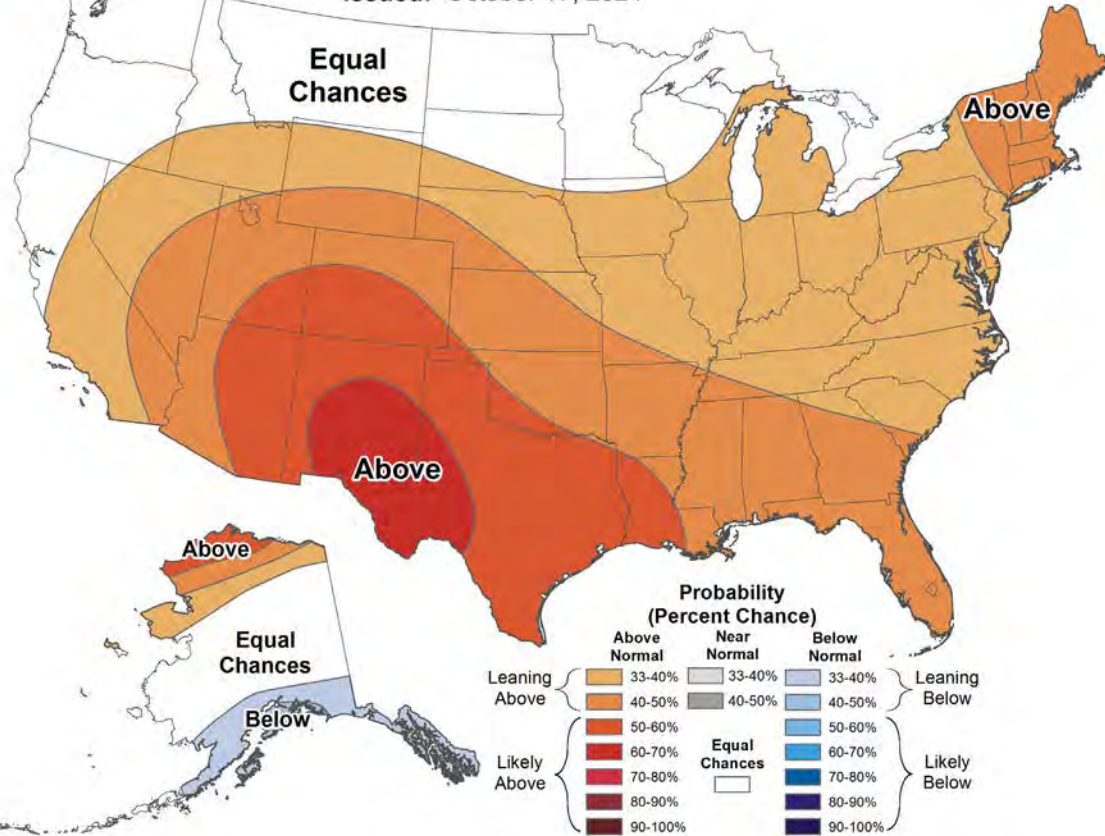 Equal
Chances
Above
Above
Above
Equal
Chances
Below
Probability
(Percent Chance)
Above
Normal
Near
Normal
Below
Normal
Leaning
Above
33-40%
33-40%
33-40%
Leaning
Below
40-50%
40-50%
40-50%
Likely
Above
50-60%
50-60%
Likely
Below
60-70%
Equal
Chances
60-70%
70-80%
70-80%
80-90%
80-90%
90-100%
90-100%